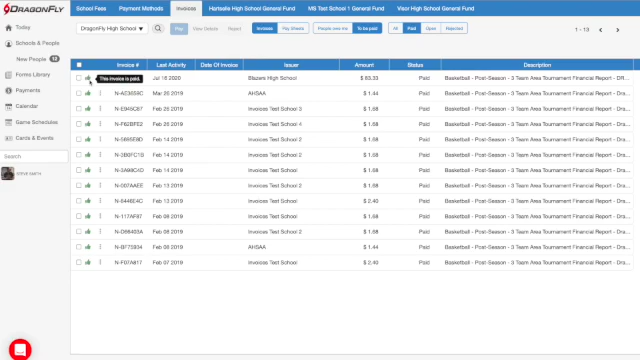 DRAGONFLY
School Fees
Payment Methods
Invoices
Hartselle High School General Fund
MS Test School 1 General Fund
Visor High School General Fund
Today
Schools & People
New People 12
Forms Library
Payments
Calendar
Game Schedules
Cards & Events
Search
STEVE SMITH
DragonFly High School
Pay
View Details
Reject
Invoices
Pay Sheets
People owe me
To be paid
All
Paid
Open
Rejected
1 - 13
Invoice # Last Activity Date Of Invoice Issuer Amount Status Description
This invoice is paid. Jul 18 2020 Blazers High School $ 83.33 Paid Basketball - Post-Season - 3 Team Area Tournament Financial Report - DR...
N-AE3659C Mar 26 2019 AHSAA $ 1.44 Paid Basketball - Post-Season - 3 Team Area Tournament Financial Report - Dra...
Feb 26 2019 Invoices Test School 3 $ 1.68 Paid Basketball - Post-Season - 3 Team Area Tournament Financial Report - Dra...
Feb 26 2019 Invoices Test School 4 $ 1.68 Paid Basketball - Post-Season - 3 Team Area Tournament Financial Report - Dra...
Feb 14 2019 Invoices Test School 2 $ 1.68 Paid Basketball - Post-Season - 3 Team Area Tournament Financial Report - Dra...
Feb 14 2019 Invoices Test School 2 $ 1.68 Paid Basketball - Post-Season - 3 Team Area Tournament Financial Report - Dra...
Feb 14 2019 Invoices Test School 2 $ 1.68 Paid Basketball - Post-Season - 3 Team Area Tournament Financial Report - Dra...
N-007AAEE Feb 13 2019 Invoices Test School 2 $ 1.68 Paid Basketball - Post-Season - 3 Team Area Tournament Financial Report - Dra...
Feb 13 2019 Invoices Test School $ 2.40 Paid Basketball - Post-Season - 3 Team Area Tournament Financial Report - Dra...
N-117AF87 Feb 08 2019 Invoices Test School $ 1.68 Paid Basketball - Post-Season - 3 Team Area Tournament Financial Report - Dra...
Feb 08 2019 Invoices Test School 2 $ 1.68 Paid Basketball - Post-Season - 3 Team Area Tournament Financial Report - Dra...
N-BF75934 Feb 08 2019 AHSAA $ 1.44 Paid Basketball - Post-Season - 3 Team Area Tournament Financial Report - Dra...
N-F07A817 Feb 07 2019 Invoices Test School $ 2.40 Paid Basketball - Post-Season - 3 Team Area Tournament Financial Report - Dra...